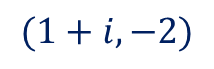 (1 + i, −2)